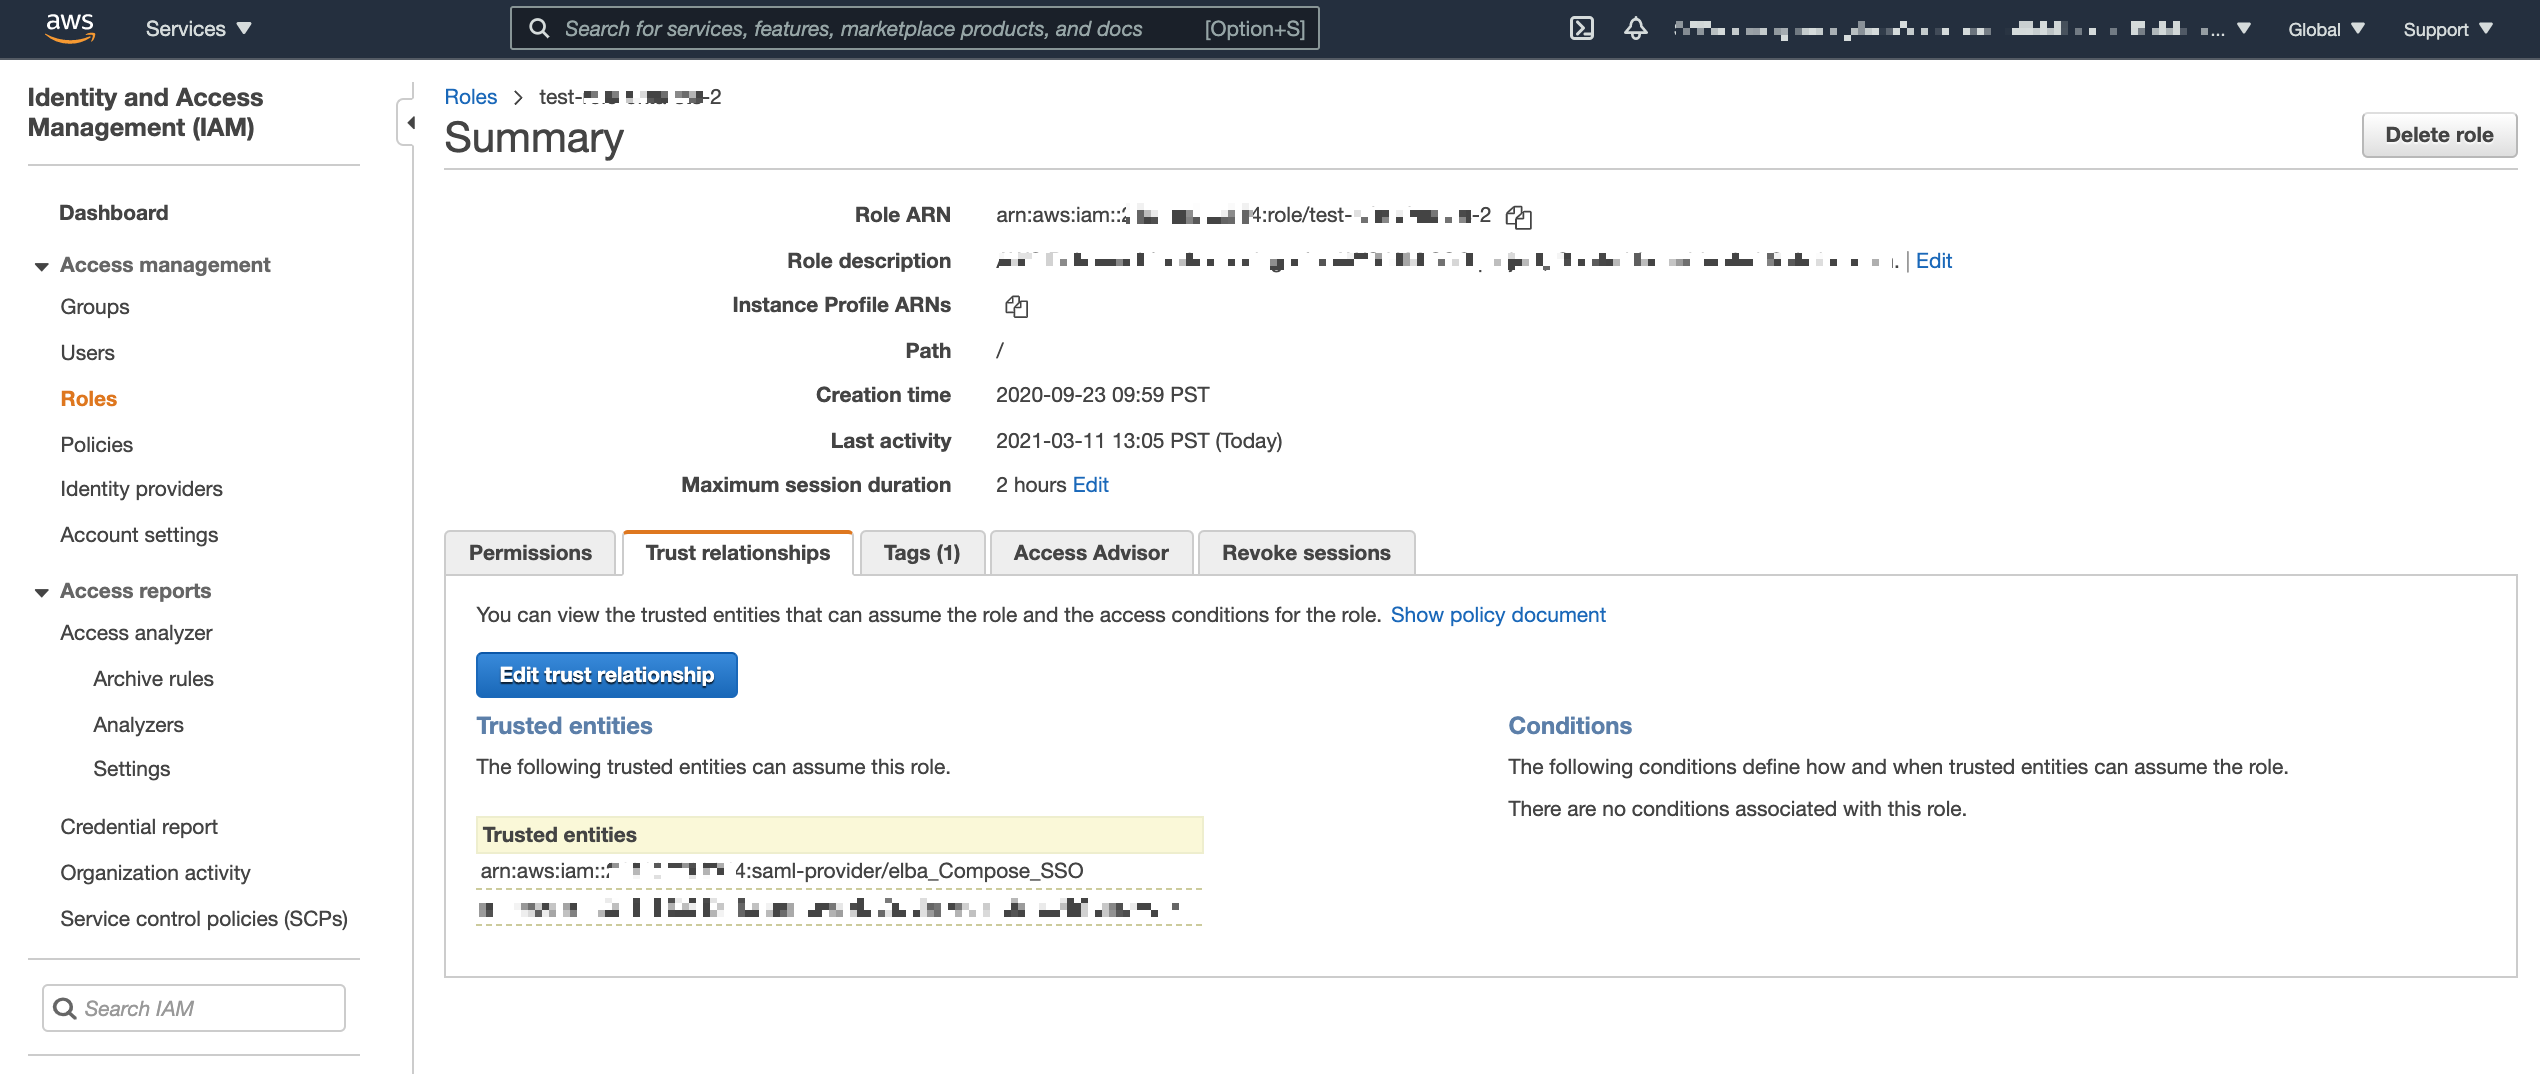 aws Services Search for services, features, marketplace products, and docs [Option+S] ... Global Support
Identity and Access Management (IAM)
Dashboard
Access management
Groups
Users
Roles
Policies
Identity providers
Account settings
Access reports
Access analyzer
Archive rules
Analyzers
Settings
Credential report
Organization activity
Service control policies (SCPs)
Search IAM
Roles > test- -2
Summary
Delete role
Role ARN arn:aws:iam:: 4:role/test- -2
Role description . | Edit
Instance Profile ARNs
Path /
Creation time 2020-09-23 09:59 PST
Last activity 2021-03-11 13:05 PST (Today)
Maximum session duration 2 hours Edit
Permissions Trust relationships Tags (1) Access Advisor Revoke sessions
You can view the trusted entities that can assume the role and the access conditions for the role. Show policy document
Edit trust relationship
Trusted entities
The following trusted entities can assume this role.
Trusted entities
arn:aws:iam:: 4:saml-provider/elba_Compose_SSO
Conditions
The following conditions define how and when trusted entities can assume the role.
There are no conditions associated with this role.